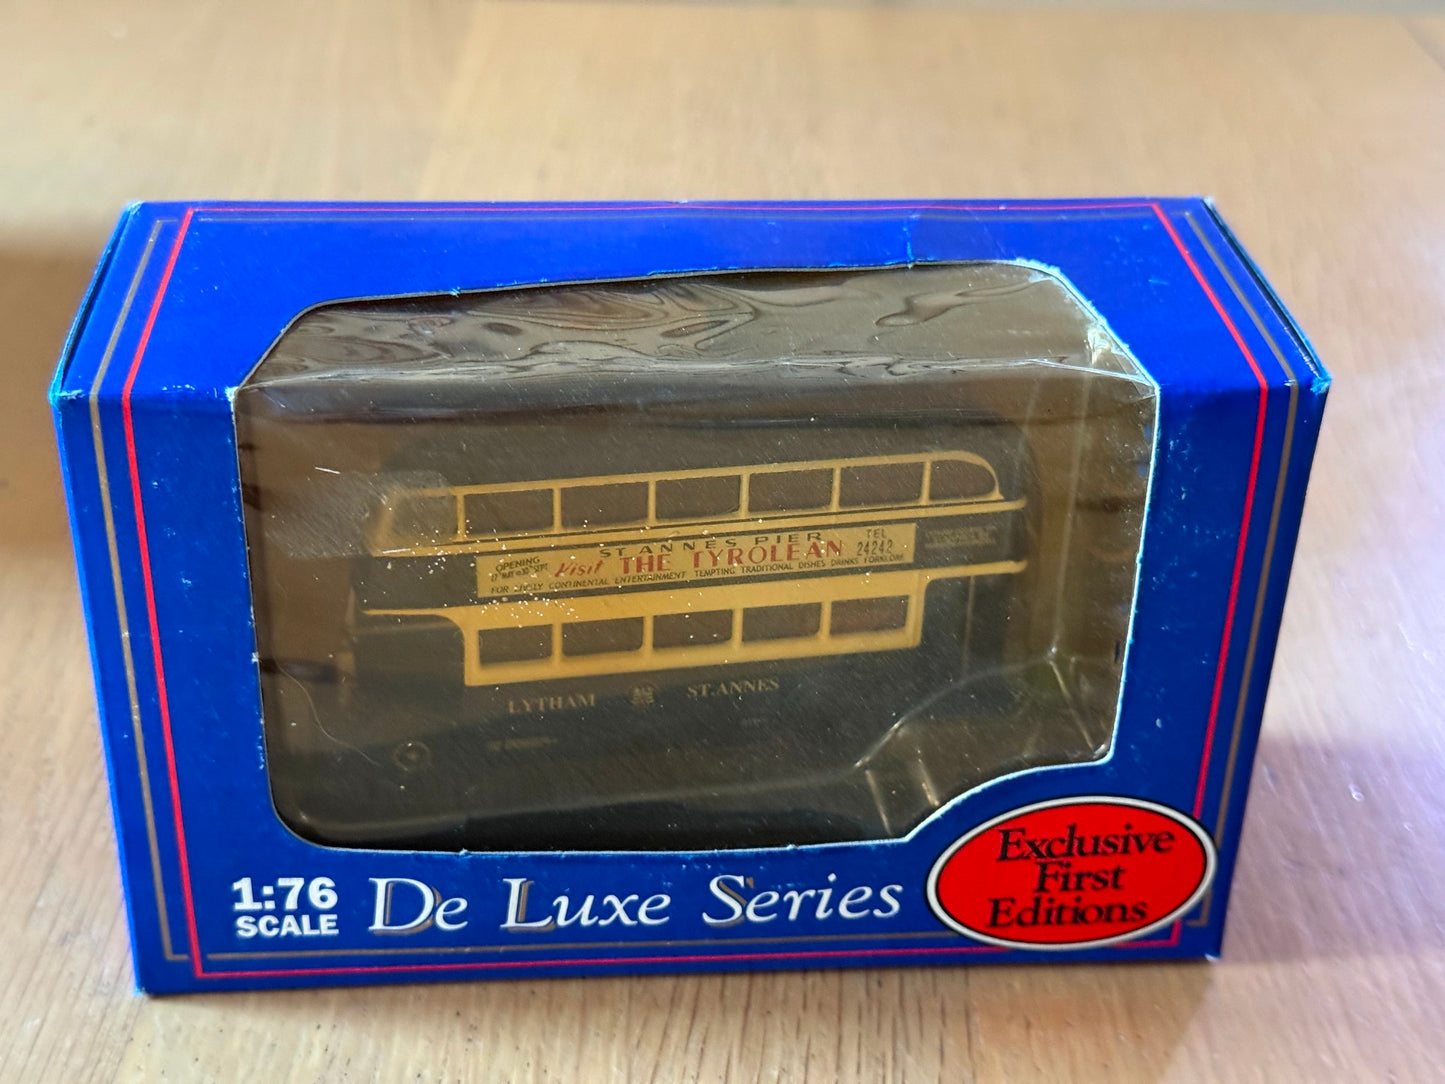 ST ANNES PIER
OPENING
Visit THE TYROLEAN
TEL
24242
FOR CONTINENTAL ENTERTAINMENT TEMPTING TRADITIONAL DISHES DRINKS
LYTHAM ST. ANNES
1:76
SCALE
De Luxe Series
Exclusive
First
Editions